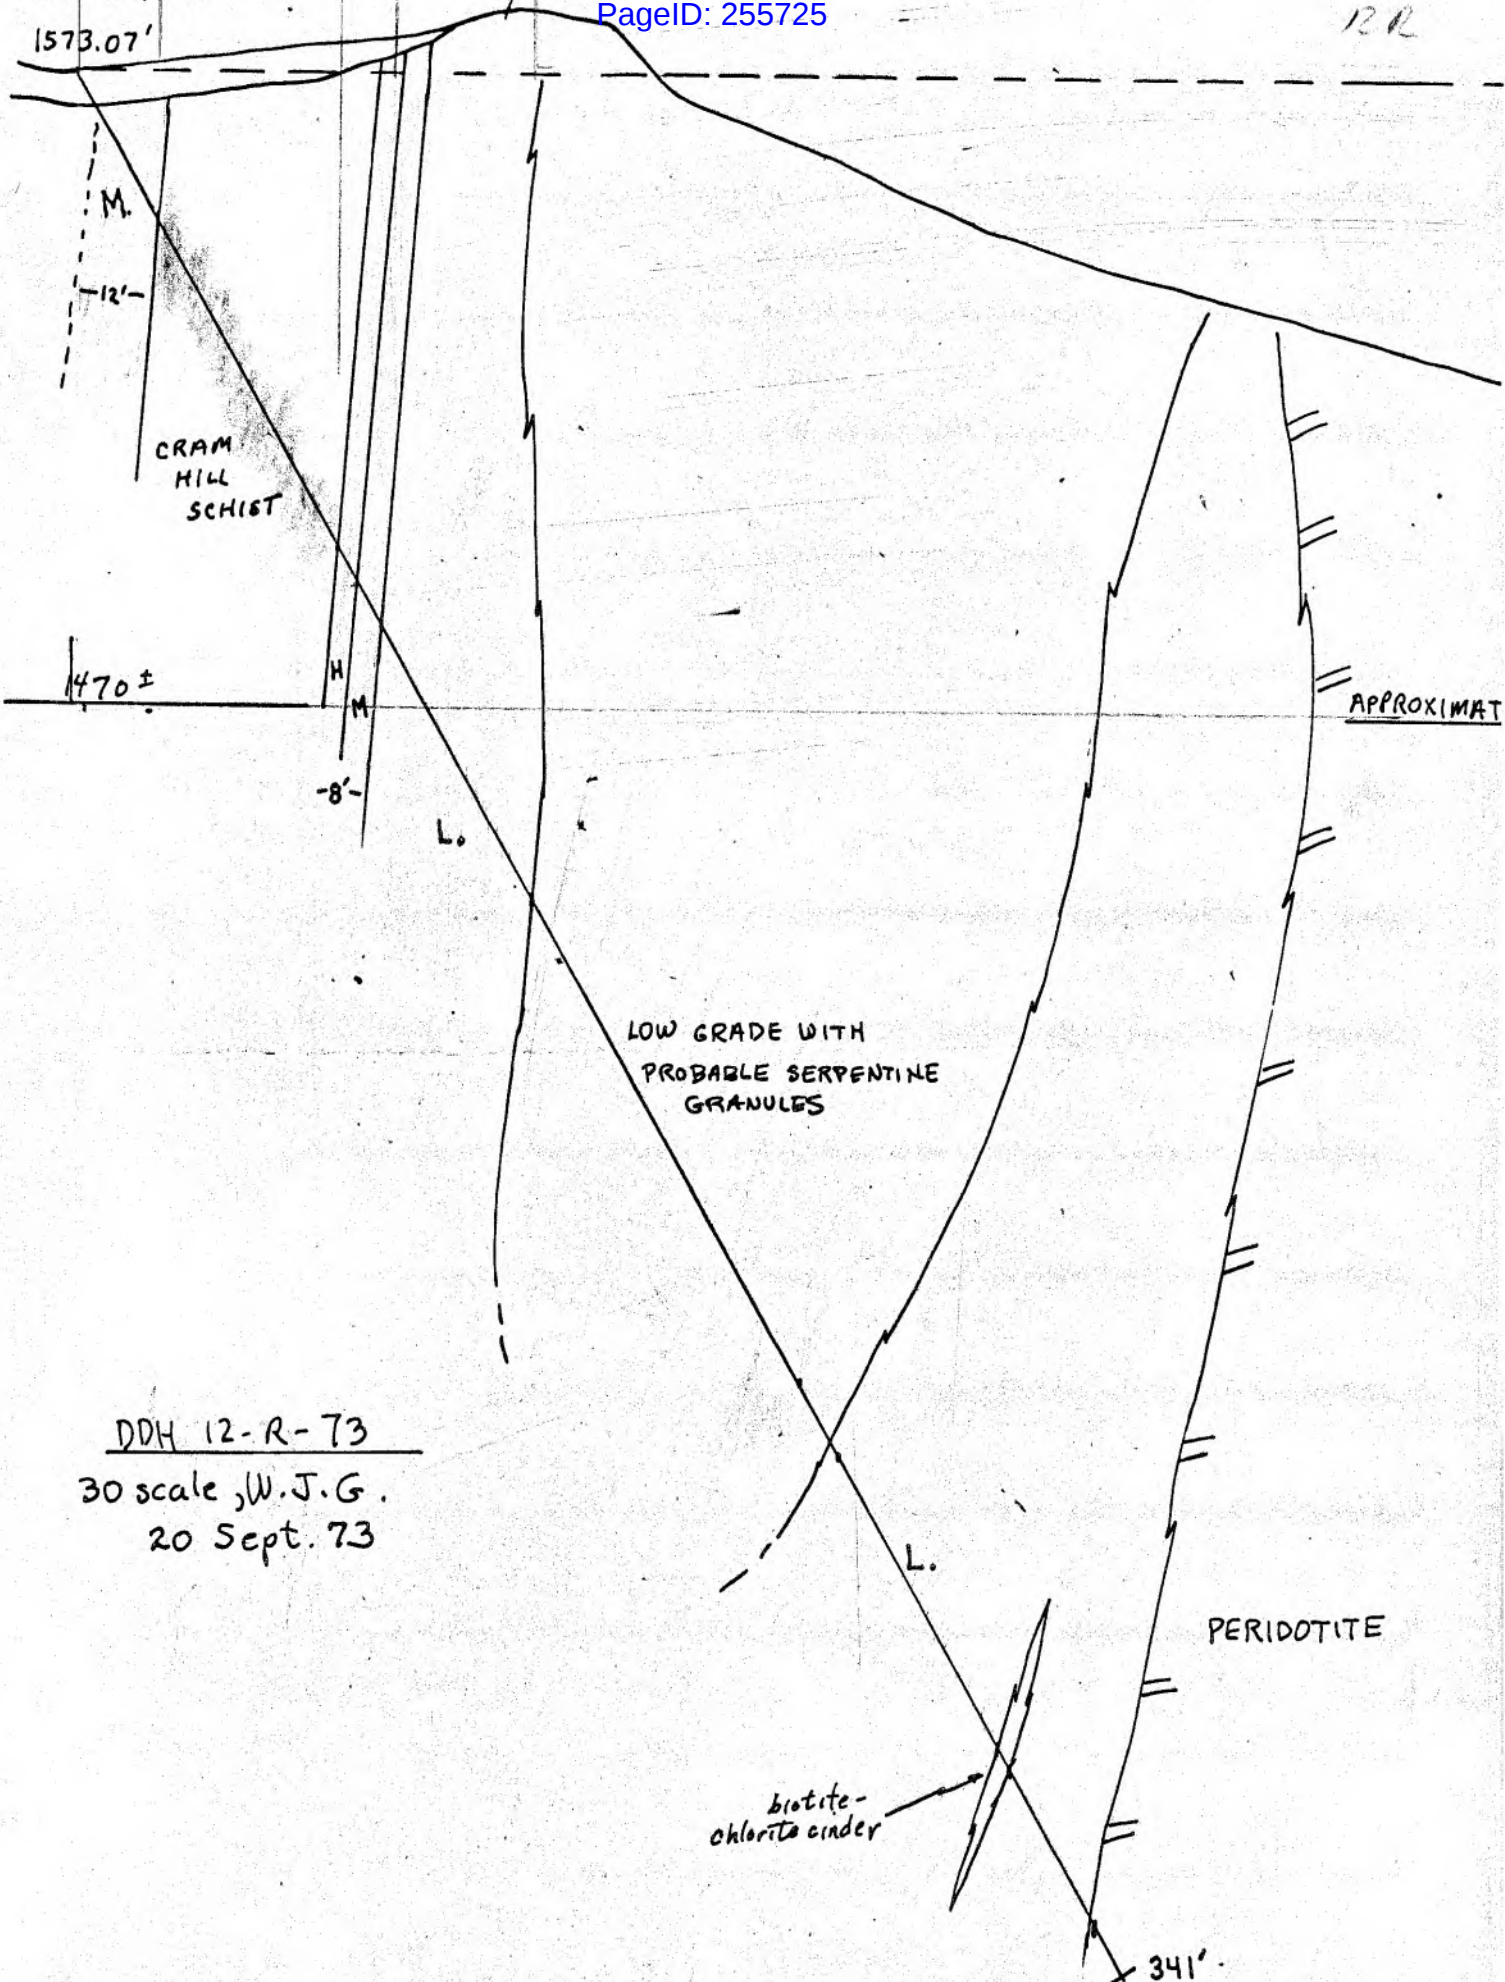 PageID: 255725
12 R
1573.07'
M.
-12'-
CRAM
HILL
SCHIST
1470 ±
H
M
APPROXIMAT
-8'-
L.
LOW GRADE WITH
PROBABLE SERPENTINE
GRANULES
DDH 12-R-73
30 scale, W.J.G.
20 Sept. 73
L.
PERIDOTITE
biotite-
chlorite cinder
341'